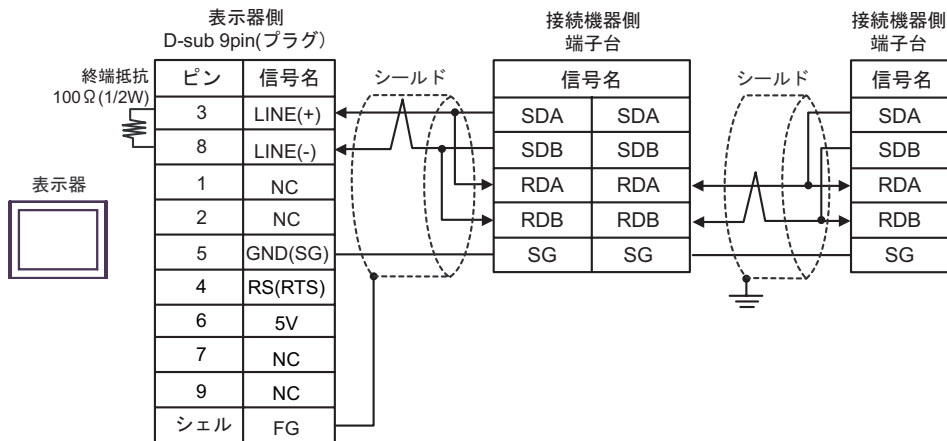 表示器側
D-sub 9pin(プラグ)
接続機器側
端子台
接続機器側
端子台
終端抵抗
100Ω(1/2W)
ピン 信号名
シールド
信号名
シールド
信号名
3 LINE(+)
SDA SDA
SDA
8 LINE(-)
SDB SDB
SDB
表示器
1 NC
RDA RDA
RDA
2 NC
RDB RDB
RDB
5 GND(SG)
SG SG
SG
4 RS(RTS)
6 5V
7 NC
9 NC
シェル FG